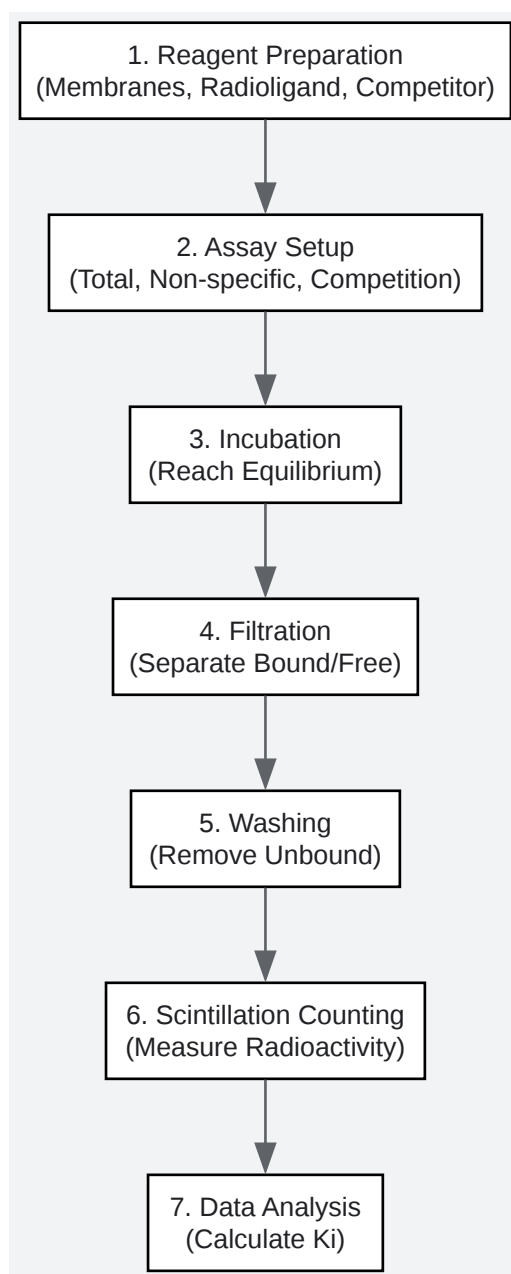 1. Reagent Preparation
(Membranes, Radioligand, Competitor)
2. Assay Setup
(Total, Non-specific, Competition)
3. Incubation
(Reach Equilibrium)
4. Filtration
(Separate Bound/Free)
5. Washing
(Remove Unbound)
6. Scintillation Counting
(Measure Radioactivity)
7. Data Analysis
(Calculate Ki)